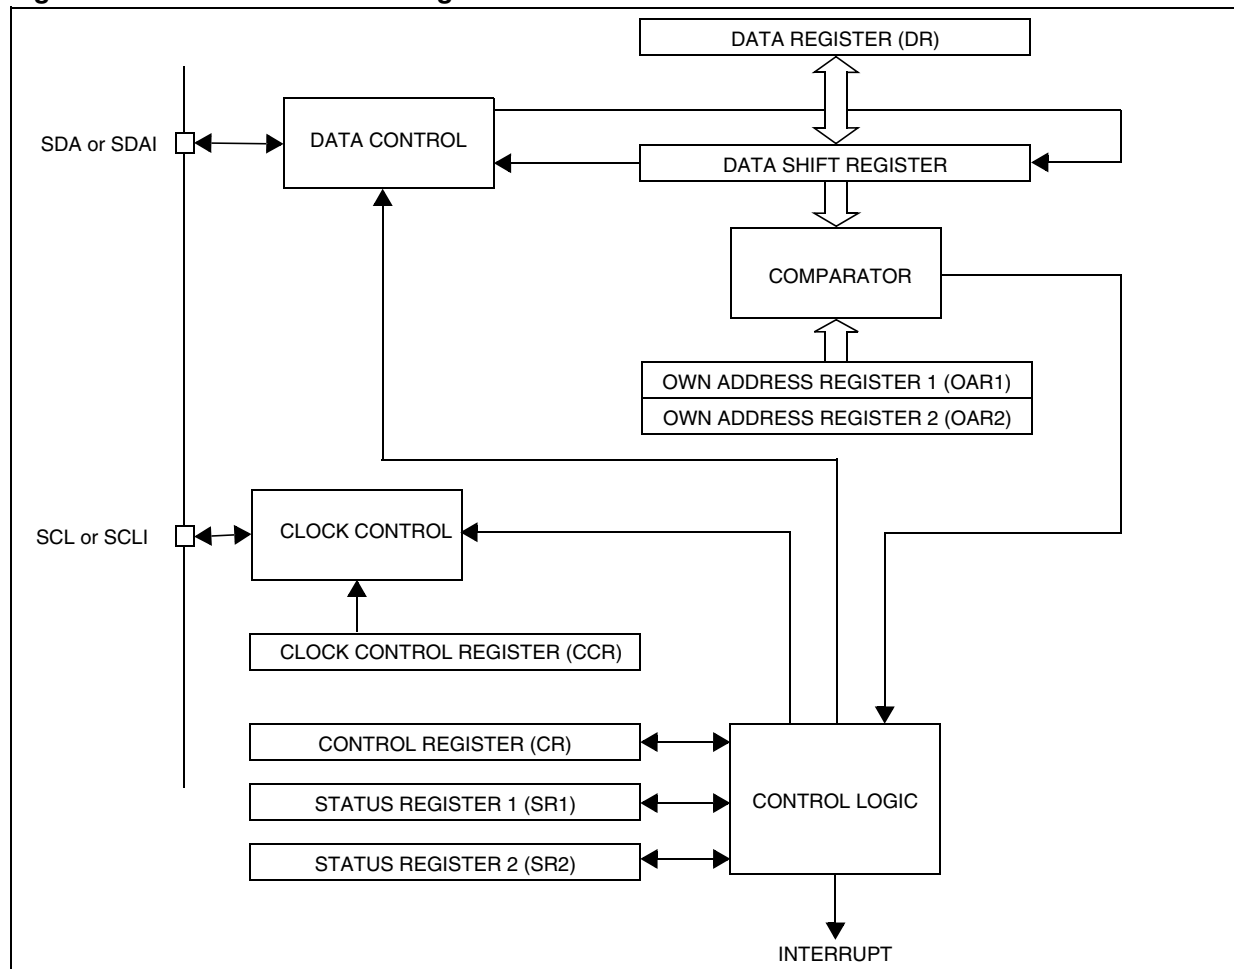 DATA REGISTER (DR)
SDA or SDAI
DATA CONTROL
DATA SHIFT REGISTER
COMPARATOR
OWN ADDRESS REGISTER 1 (OAR1)
OWN ADDRESS REGISTER 2 (OAR2)
SCL or SCLI
CLOCK CONTROL
CLOCK CONTROL REGISTER (CCR)
CONTROL REGISTER (CR)
STATUS REGISTER 1 (SR1)
CONTROL LOGIC
STATUS REGISTER 2 (SR2)
INTERRUPT